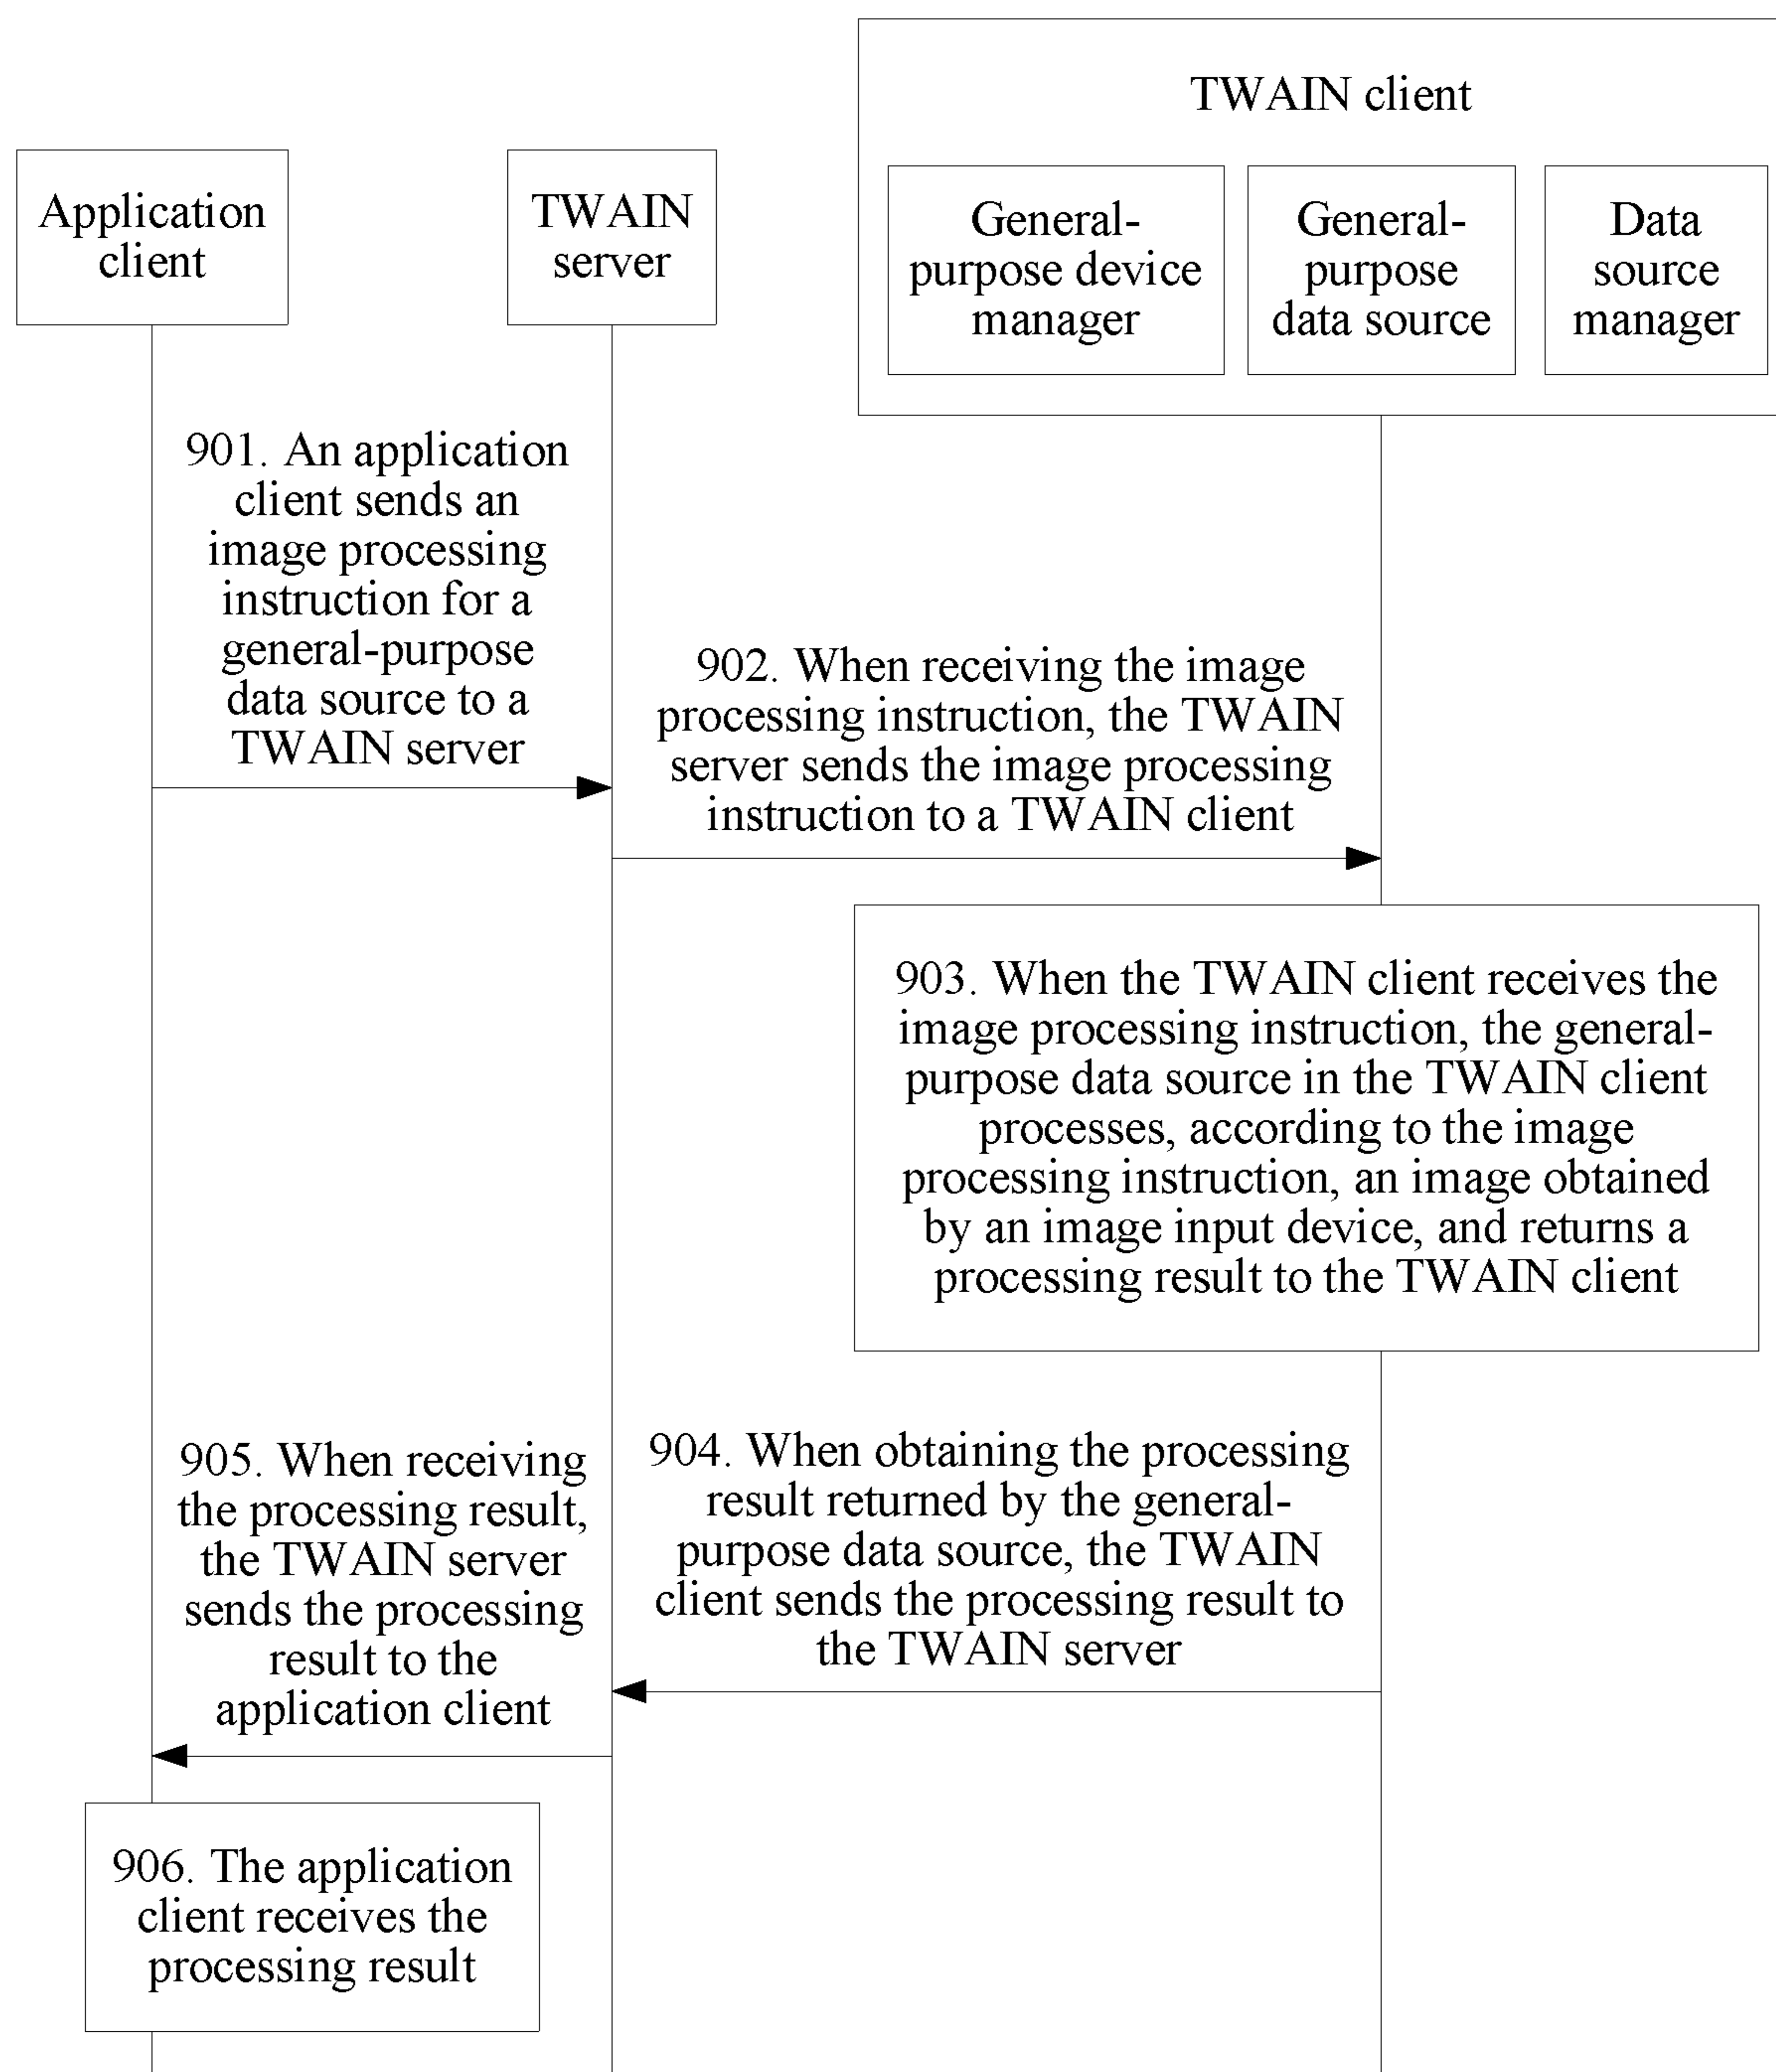 TWAIN client
Application
client
TWAIN
server
General-
purpose device
manager
General-
purpose
data source
Data
source
manager
901. An application
client sends an
image processing
instruction for a
general-purpose
data source to a
TWAIN server
902. When receiving the image
processing instruction, the TWAIN
server sends the image processing
instruction to a TWAIN client
903. When the TWAIN client receives the
image processing instruction, the general-
purpose data source in the TWAIN client
processes, according to the image
processing instruction, an image obtained
by an image input device, and returns a
processing result to the TWAIN client
904. When obtaining the processing
result returned by the general-
purpose data source, the TWAIN
client sends the processing result to
the TWAIN server
905. When receiving
the processing result,
the TWAIN server
sends the processing
result to the
application client
906. The application
client receives the
processing result